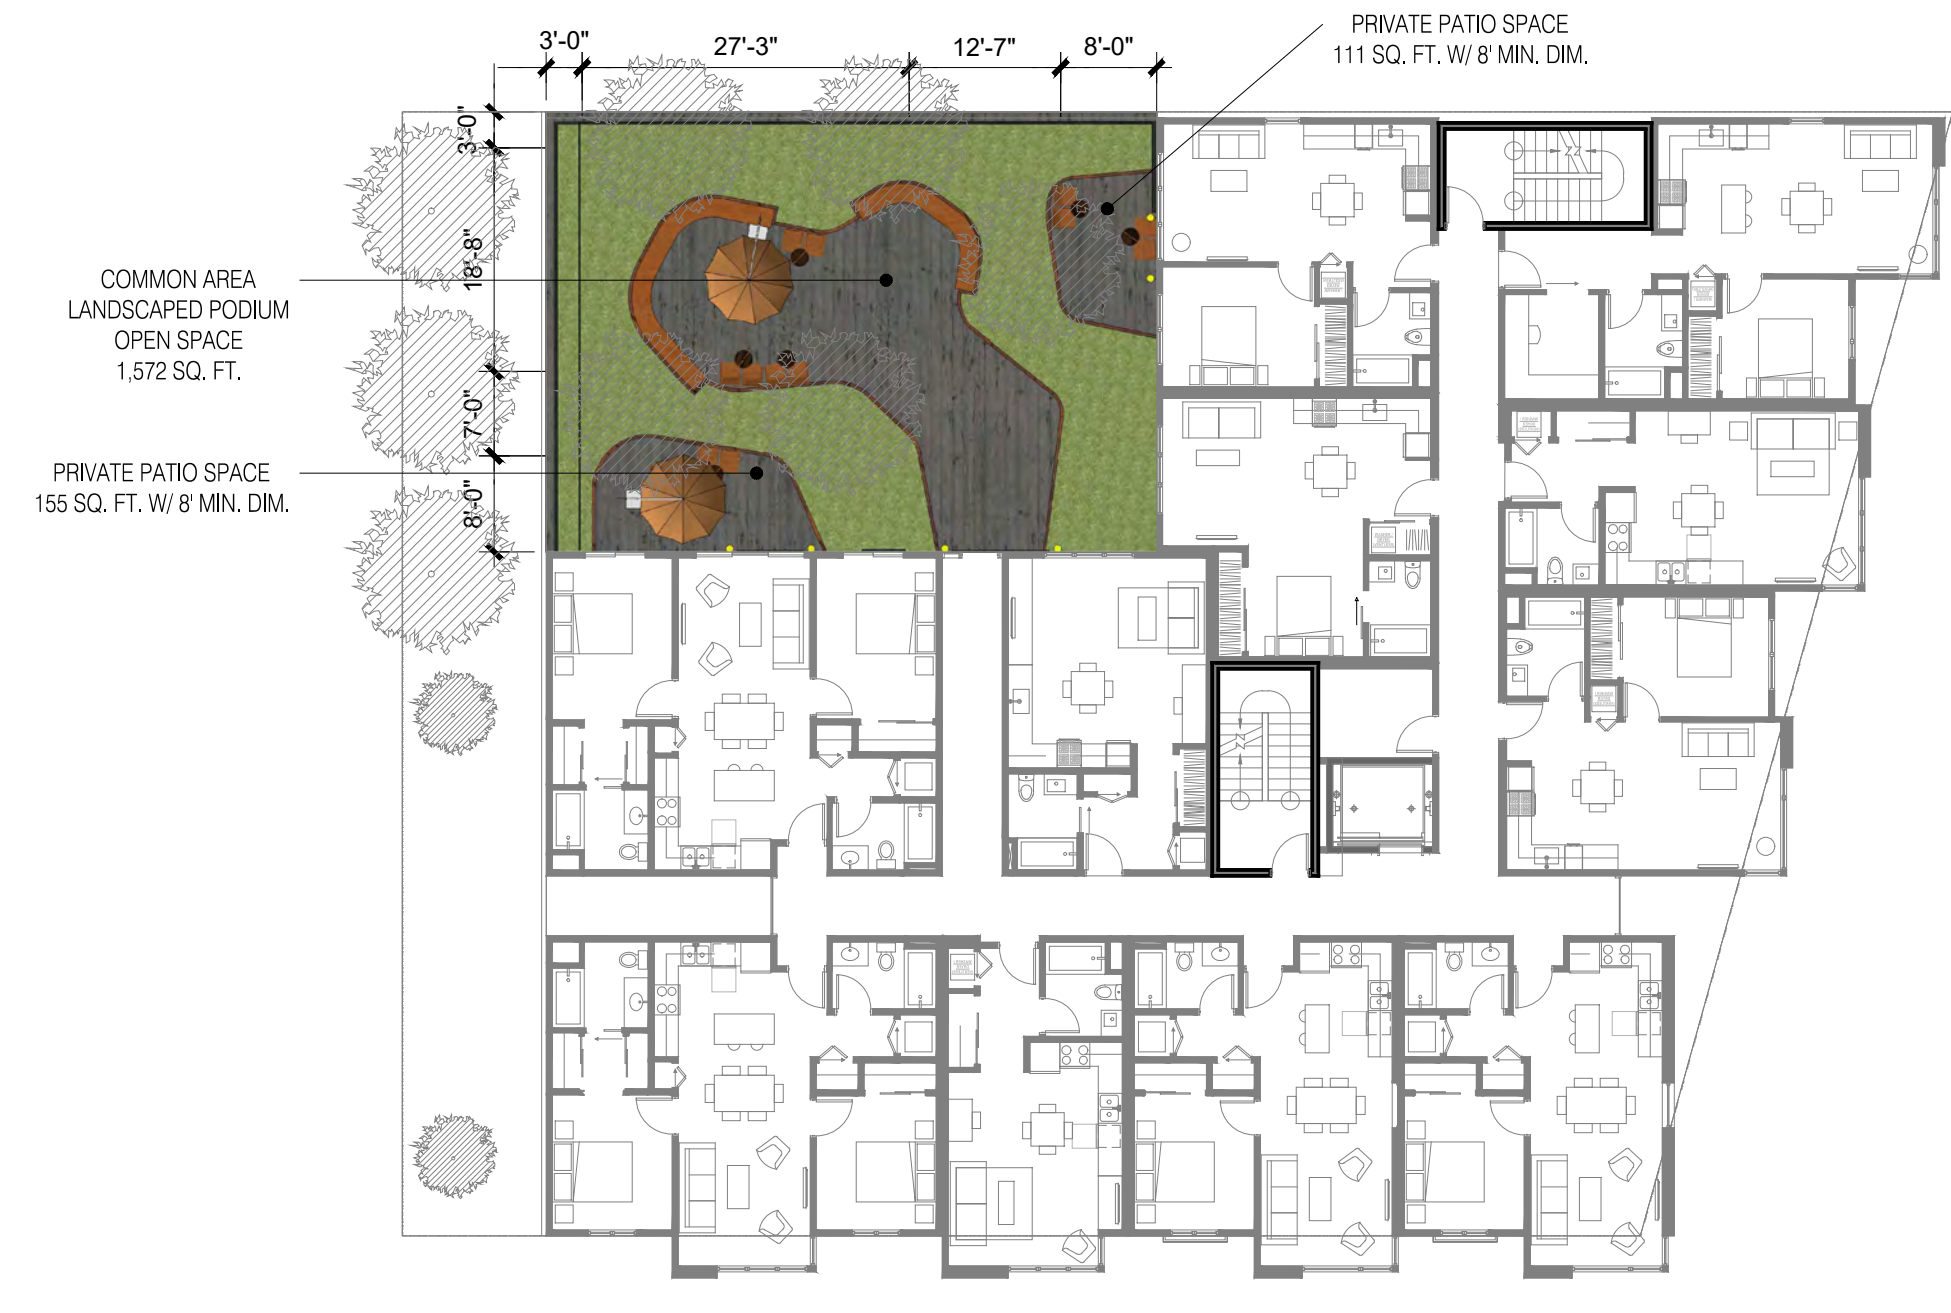 3'-0"
27'-3"
12'-7"
8'-0"
PRIVATE PATIO SPACE
111 SQ. FT. W/ 8' MIN. DIM.
3'-0"
18'-8"
COMMON AREA
LANDSCAPED PODIUM
OPEN SPACE
1,572 SQ. FT.
7'-0"
PRIVATE PATIO SPACE
155 SQ. FT. W/ 8' MIN. DIM.
8'-0"